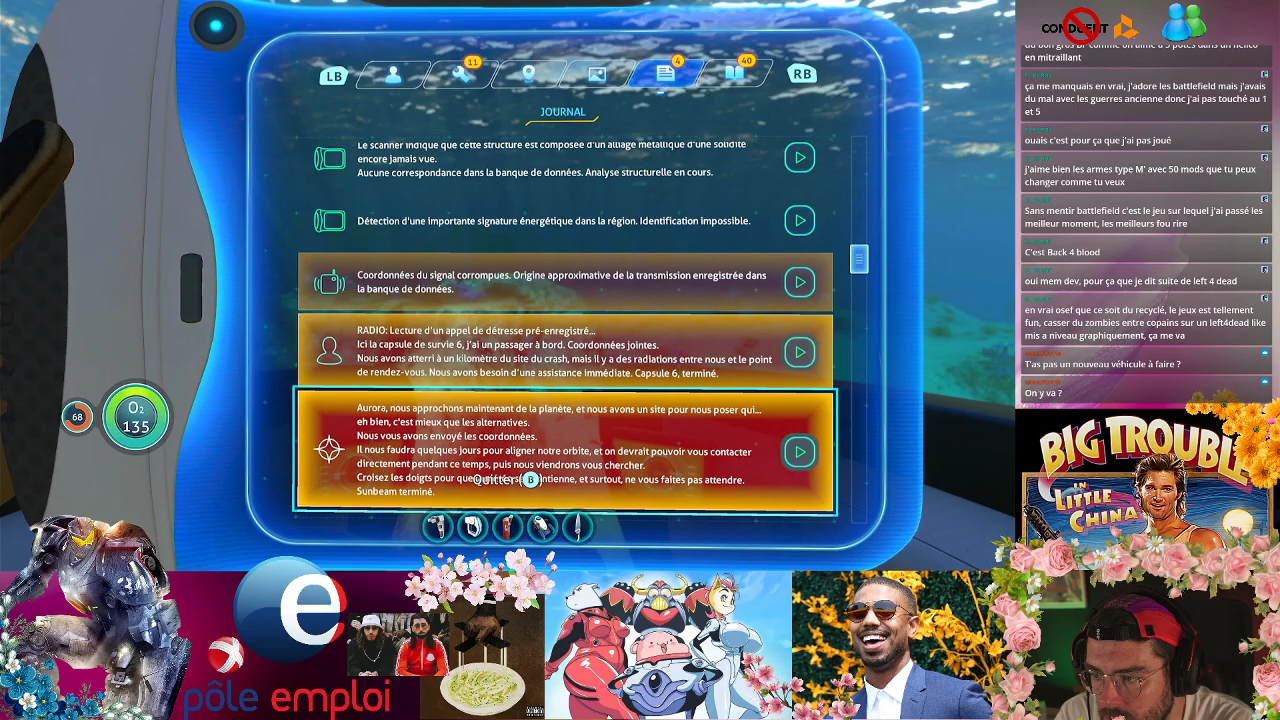 LB
11
4
40
RB
JOURNAL
Le scanner indique que cette structure est composée d'un alliage métallique d'une solidité
encore jamais vue.
Aucune correspondance dans la banque de données. Analyse structurelle en cours.
Détection d'une importante signature énergétique dans la région. Identification impossible.
Coordonnées du signal corrompues. Origine approximative de la transmission enregistrée dans
la banque de données.
RADIO: Lecture d'un appel de détresse pré-enregistré...
Ici la capsule de survie 6, j'ai un passager à bord. Coordonnées jointes.
Nous avons atterri à un kilomètre du site du crash, mais il y a des radiations entre nous et le point
de rendez-vous. Nous avons besoin d'une assistance immédiate. Capsule 6, terminé.
Aurora, nous approchons maintenant de la planète, et nous avons un site pour nous poser qui...
eh bien, c'est mieux que les alternatives.
Nous vous avons envoyé les coordonnées.
Il nous faudra quelques jours pour aligner notre orbite, et on devrait pouvoir vous contacter
directement pendant ce temps, puis nous viendrons vous chercher.
Croisez les doigts pour que
et surtout, ne vous faites pas attendre.
Sunbeam terminé.
Quitter
B
68
O2
135
CONDUENT
en mitraillant
ça me manquais en vrai, j'adore les battlefield mais j'avais
du mal avec les guerres ancienne donc j'ai pas touché au 1
et 5
ouais c'est pour ça que j'ai pas joué
j'aime bien les armes type M' avec 50 mods que tu peux
changer comme tu veux
Sans mentir battlefield c'est le jeu sur lequel j'ai passé les
meilleur moment, les meilleurs fou rire
C'est Back 4 blood
oui mem dev, pour ça que je dit suite de left 4 dead
en vrai osef que ce soit du recyclé, le jeux est tellement
fun, casser du zombies entre copains sur un left4dead like
mis a niveau graphiquement, ça me va
T'as pas un nouveau véhicule à faire ?
On y va ?
BIG TROUBLE
IN
LITTLE
CHINA
e
pôle emploi